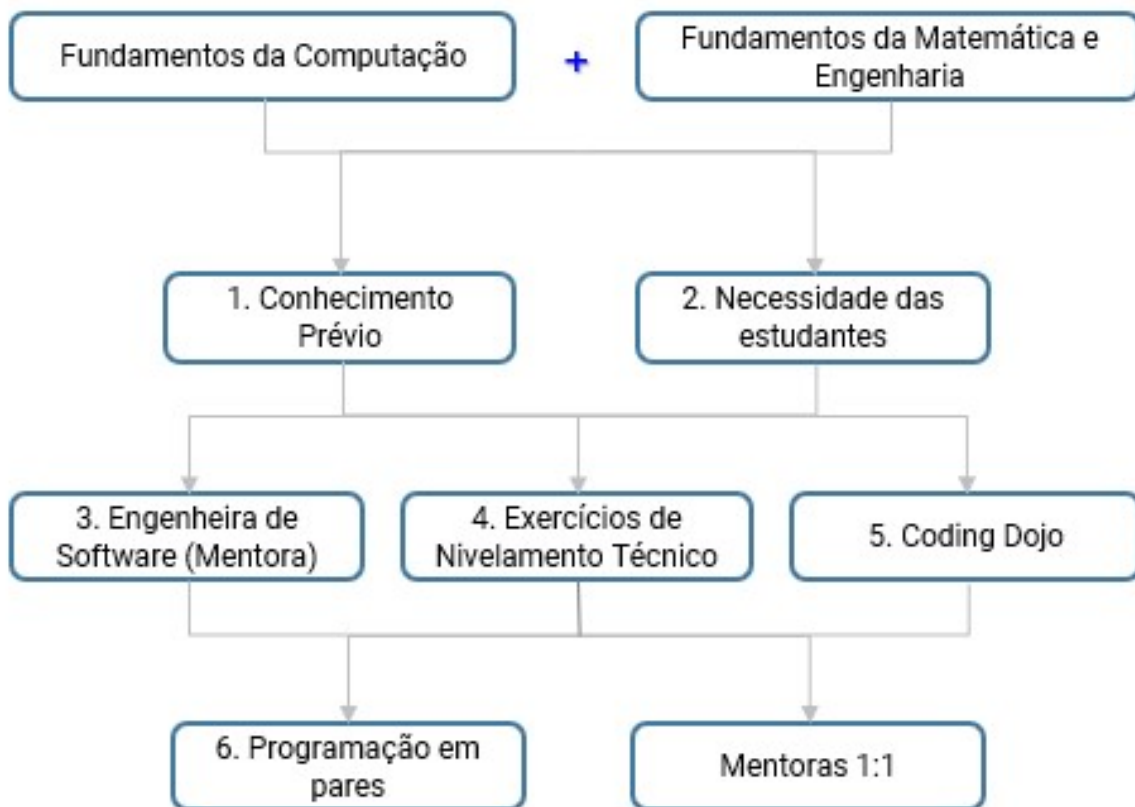 Fundamentos da Computação
+
Fundamentos da Matemática e
Engenharia
1. Conhecimento
Prévio
2. Necessidade das
estudantes
3. Engenheira de
Software (Mentora)
4. Exercícios de
Nivelamento Técnico
5. Coding Dojo
6. Programação em
pares
Mentoras 1:1